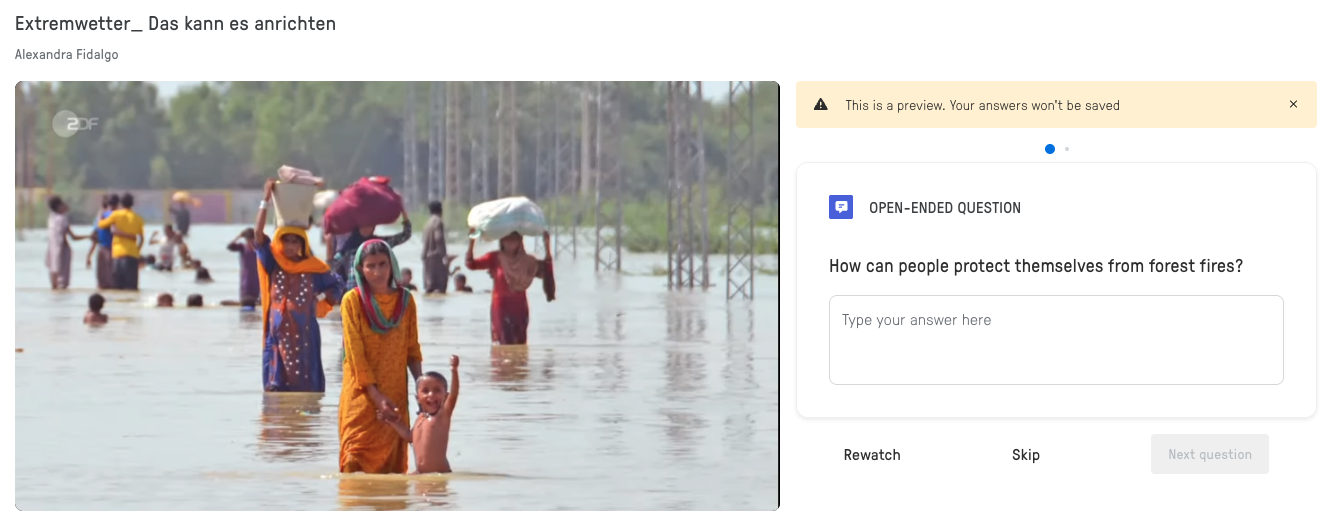 Extremwetter_ Das kann es anrichten
Alexandra Fidalgo
ZDF
This is a preview. Your answers won't be saved
OPEN-ENDED QUESTION
How can people protect themselves from forest fires?
Type your answer here
Rewatch
Skip
Next question